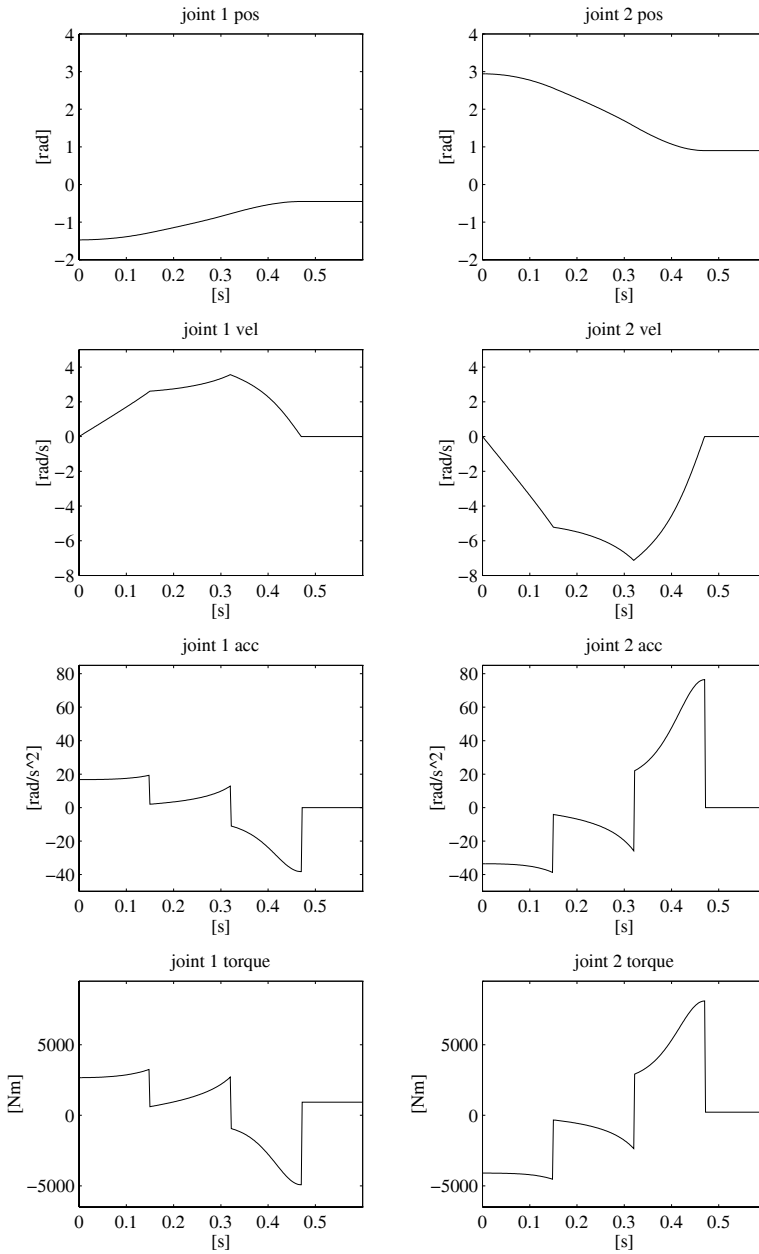 joint 1 pos
4
3
2
1
0
−1
−2
[rad]
0 0.1 0.2 0.3 0.4 0.5
[s]
joint 2 pos
4
3
2
1
0
−1
−2
[rad]
0 0.1 0.2 0.3 0.4 0.5
[s]
joint 1 vel
4
2
0
−2
−4
−6
−8
[rad/s]
0 0.1 0.2 0.3 0.4 0.5
[s]
joint 2 vel
4
2
0
−2
−4
−6
−8
[rad/s]
0 0.1 0.2 0.3 0.4 0.5
[s]
joint 1 acc
80
60
40
20
0
−20
−40
[rad/s^2]
0 0.1 0.2 0.3 0.4 0.5
[s]
joint 2 acc
80
60
40
20
0
−20
−40
[rad/s^2]
0 0.1 0.2 0.3 0.4 0.5
[s]
joint 1 torque
5000
0
−5000
[Nm]
0 0.1 0.2 0.3 0.4 0.5
[s]
joint 2 torque
5000
0
−5000
[Nm]
0 0.1 0.2 0.3 0.4 0.5
[s]